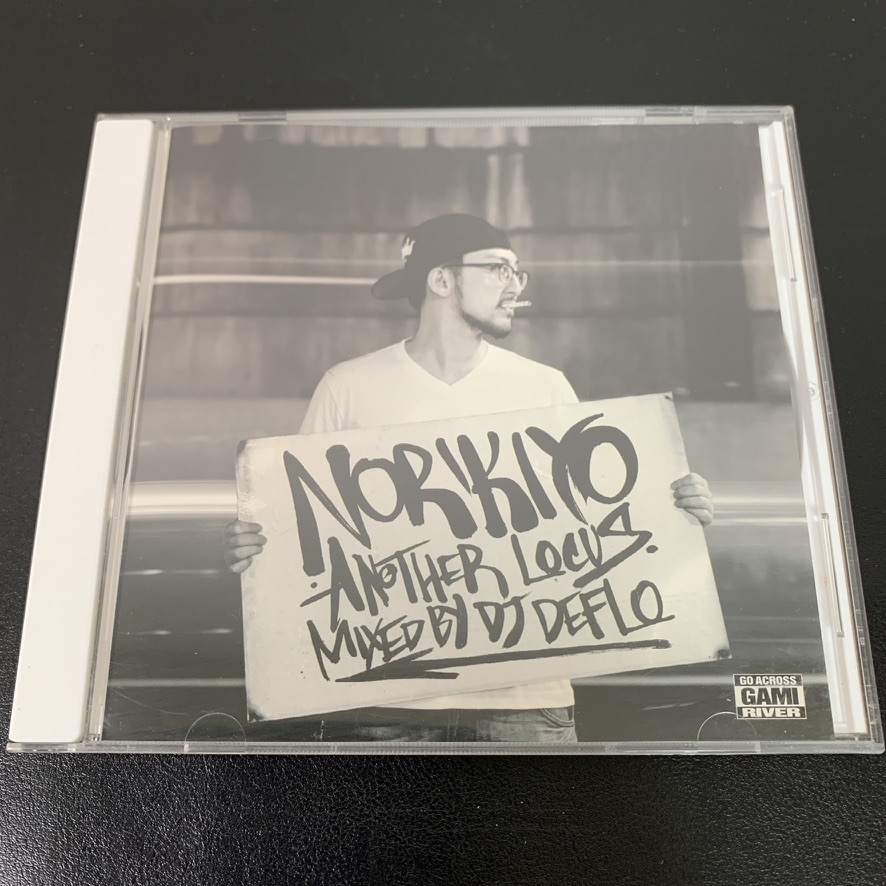 NORIKIYO
ANOTHER LOCUS.
MIXED BY DJ DEFLO
GO ACROSS
GAMI
RIVER